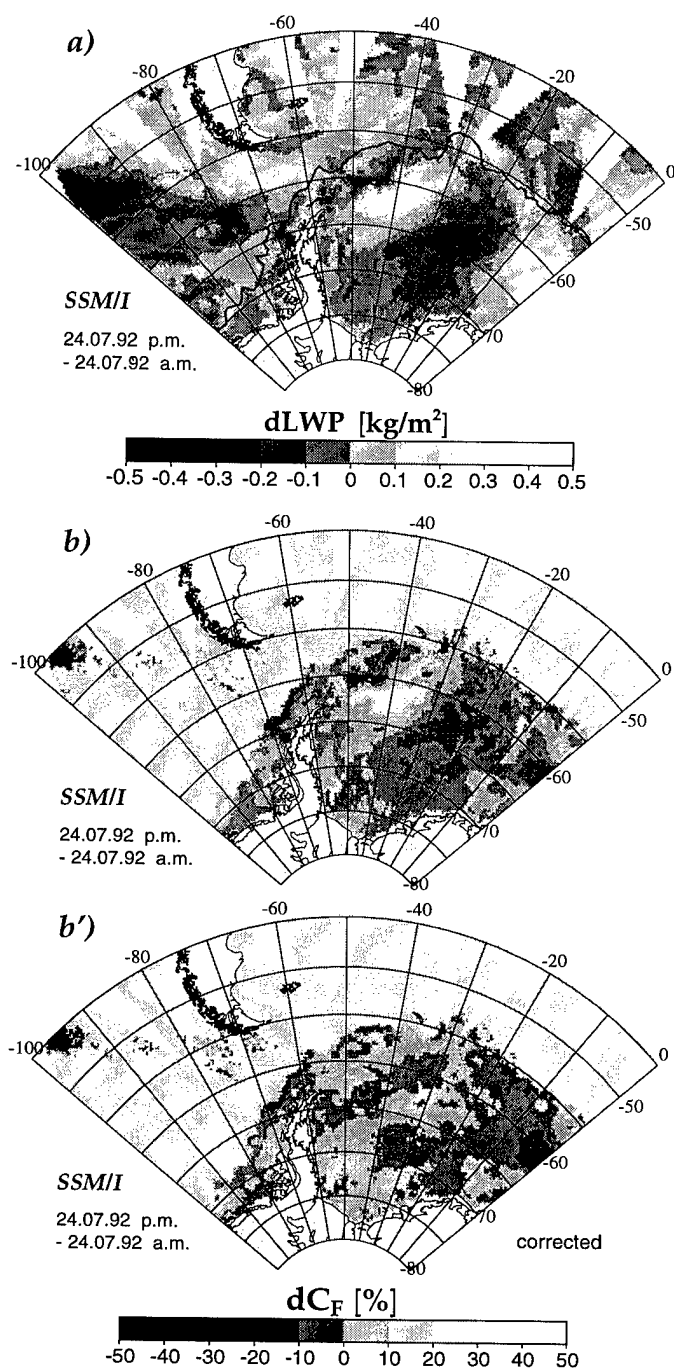 a)
-60
-40
-80
-20
-100
0
-50
-60
SSM/I
70
24.07.92 p.m.
- 24.07.92 a.m.
-80
dLWP [kg/m²]
-0.5 -0.4 -0.3 -0.2 -0.1 0 0.1 0.2 0.3 0.4 0.5
b)
-60
-40
-80
-20
-100
0
-50
-60
SSM/I
70
24.07.92 p.m.
- 24.07.92 a.m.
-80
b')
-60
-40
-80
-20
-100
0
-50
-60
SSM/I
70
24.07.92 p.m.
- 24.07.92 a.m.
corrected
-80
dC_F [%]
-50 -40 -30 -20 -10 0 10 20 30 40 50